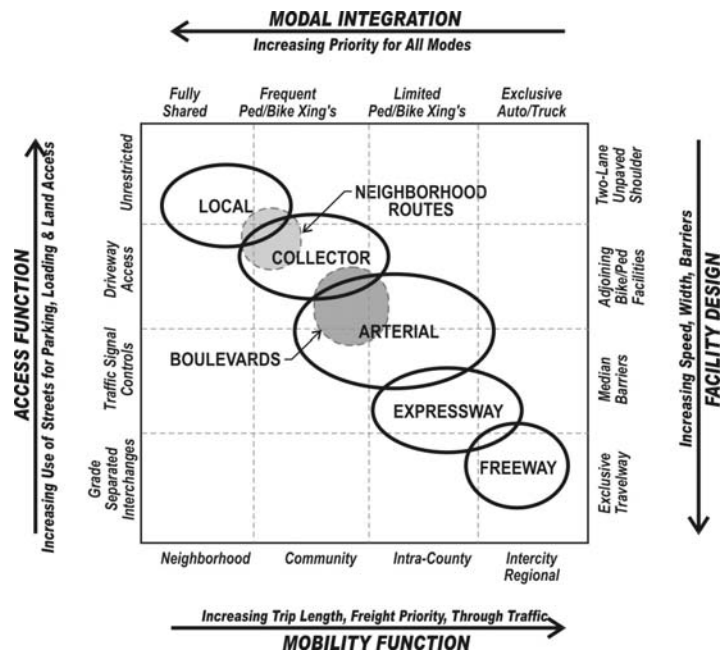 MODAL INTEGRATION
Increasing Priority for All Modes
Fully
Shared
Frequent
Ped/Bike Xing's
Limited
Ped/Bike Xing's
Exclusive
Auto/Truck
ACCESS FUNCTION
Increasing Use of Streets for Parking, Loading & Land Access
Unrestricted
Driveway
Access
Traffic Signal
Controls
Grade
Separated
Interchanges
LOCAL
NEIGHBORHOOD
ROUTES
COLLECTOR
BOULEVARDS
ARTERIAL
EXPRESSWAY
FREEWAY
Two-Lane
Unpaved
Shoulder
Adjoining
Bike/Ped
Facilities
Median
Barriers
Exclusive
Travelway
Increasing Speed, Width, Barriers
FACILITY DESIGN
Neighborhood
Community
Intra-County
Intercity
Regional
Increasing Trip Length, Freight Priority, Through Traffic
MOBILITY FUNCTION